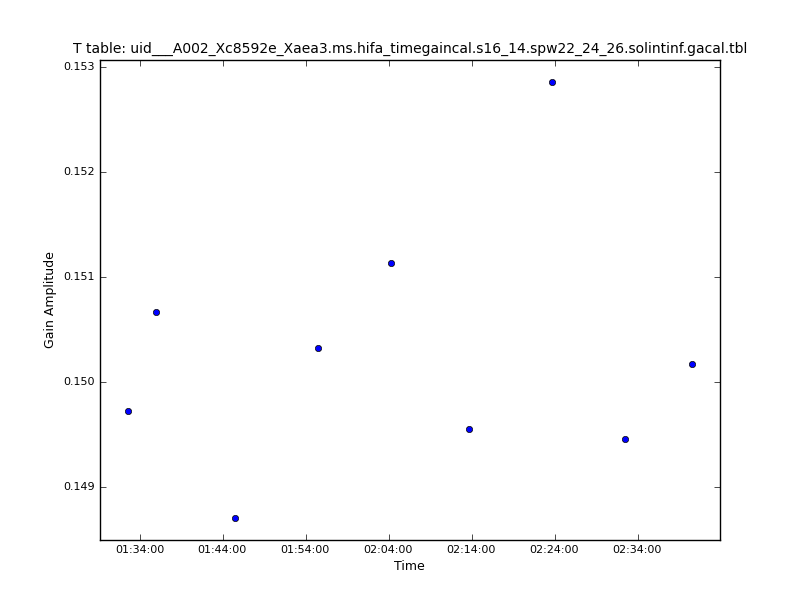 T table: uid___A002_Xc8592e_Xaea3.ms.hifa_timegaincal.s16_14.spw22_24_26.solintinf.gacal.tbl
0.153
0.152
0.151
0.150
0.149
Gain Amplitude
01:34:00 01:44:00 01:54:00 02:04:00 02:14:00 02:24:00 02:34:00
Time